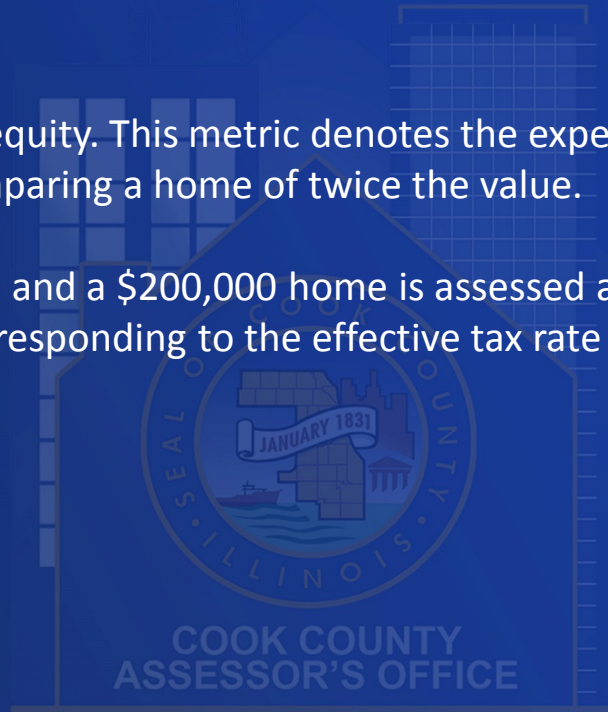 equity. This metric denotes the expe
paring a home of twice the value.
and a $200,000 home is assessed a
responding to the effective tax rate
SEAL OF COOK COUNTY
JANUARY 1831
ILLINOIS
COOK COUNTY
ASSESSOR'S OFFICE